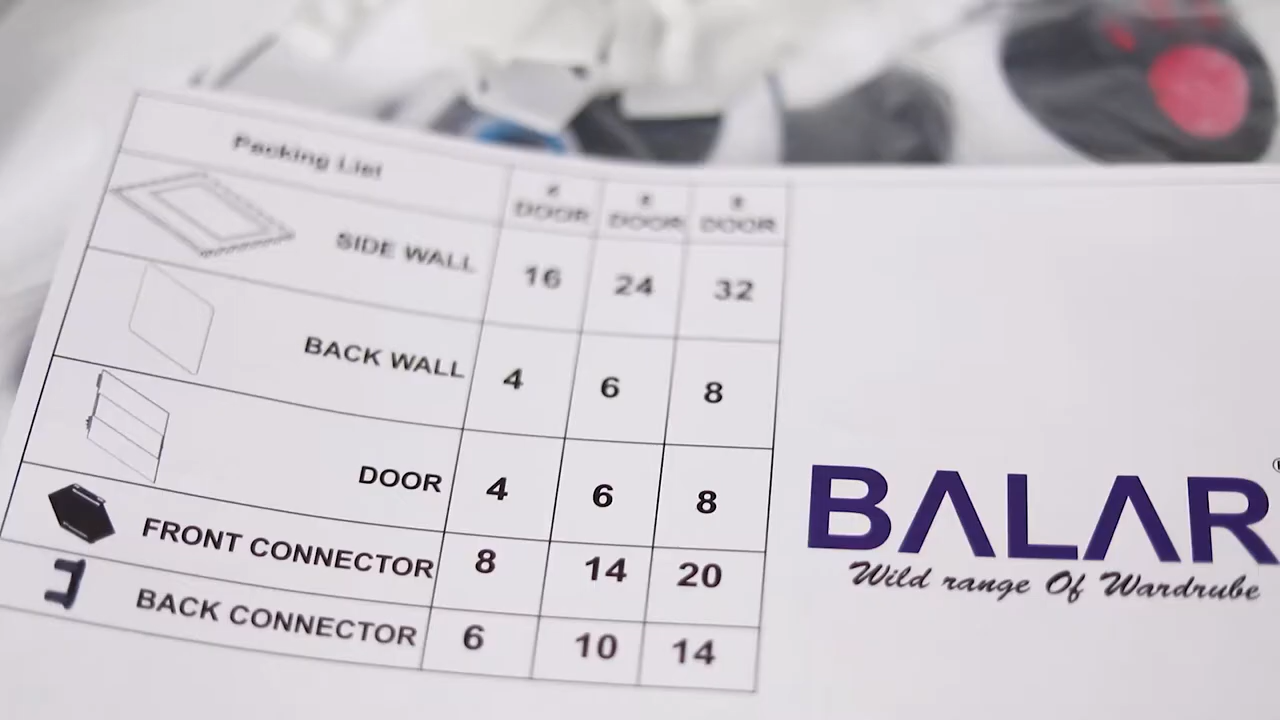 Packing List
DOOR DOOR DOOR
SIDE WALL 16 24 32
BACK WALL 4 6 8
DOOR 4 6 8
FRONT CONNECTOR 8 14 20
BACK CONNECTOR 6 10 14
BALAR
Wild range Of Wardrube